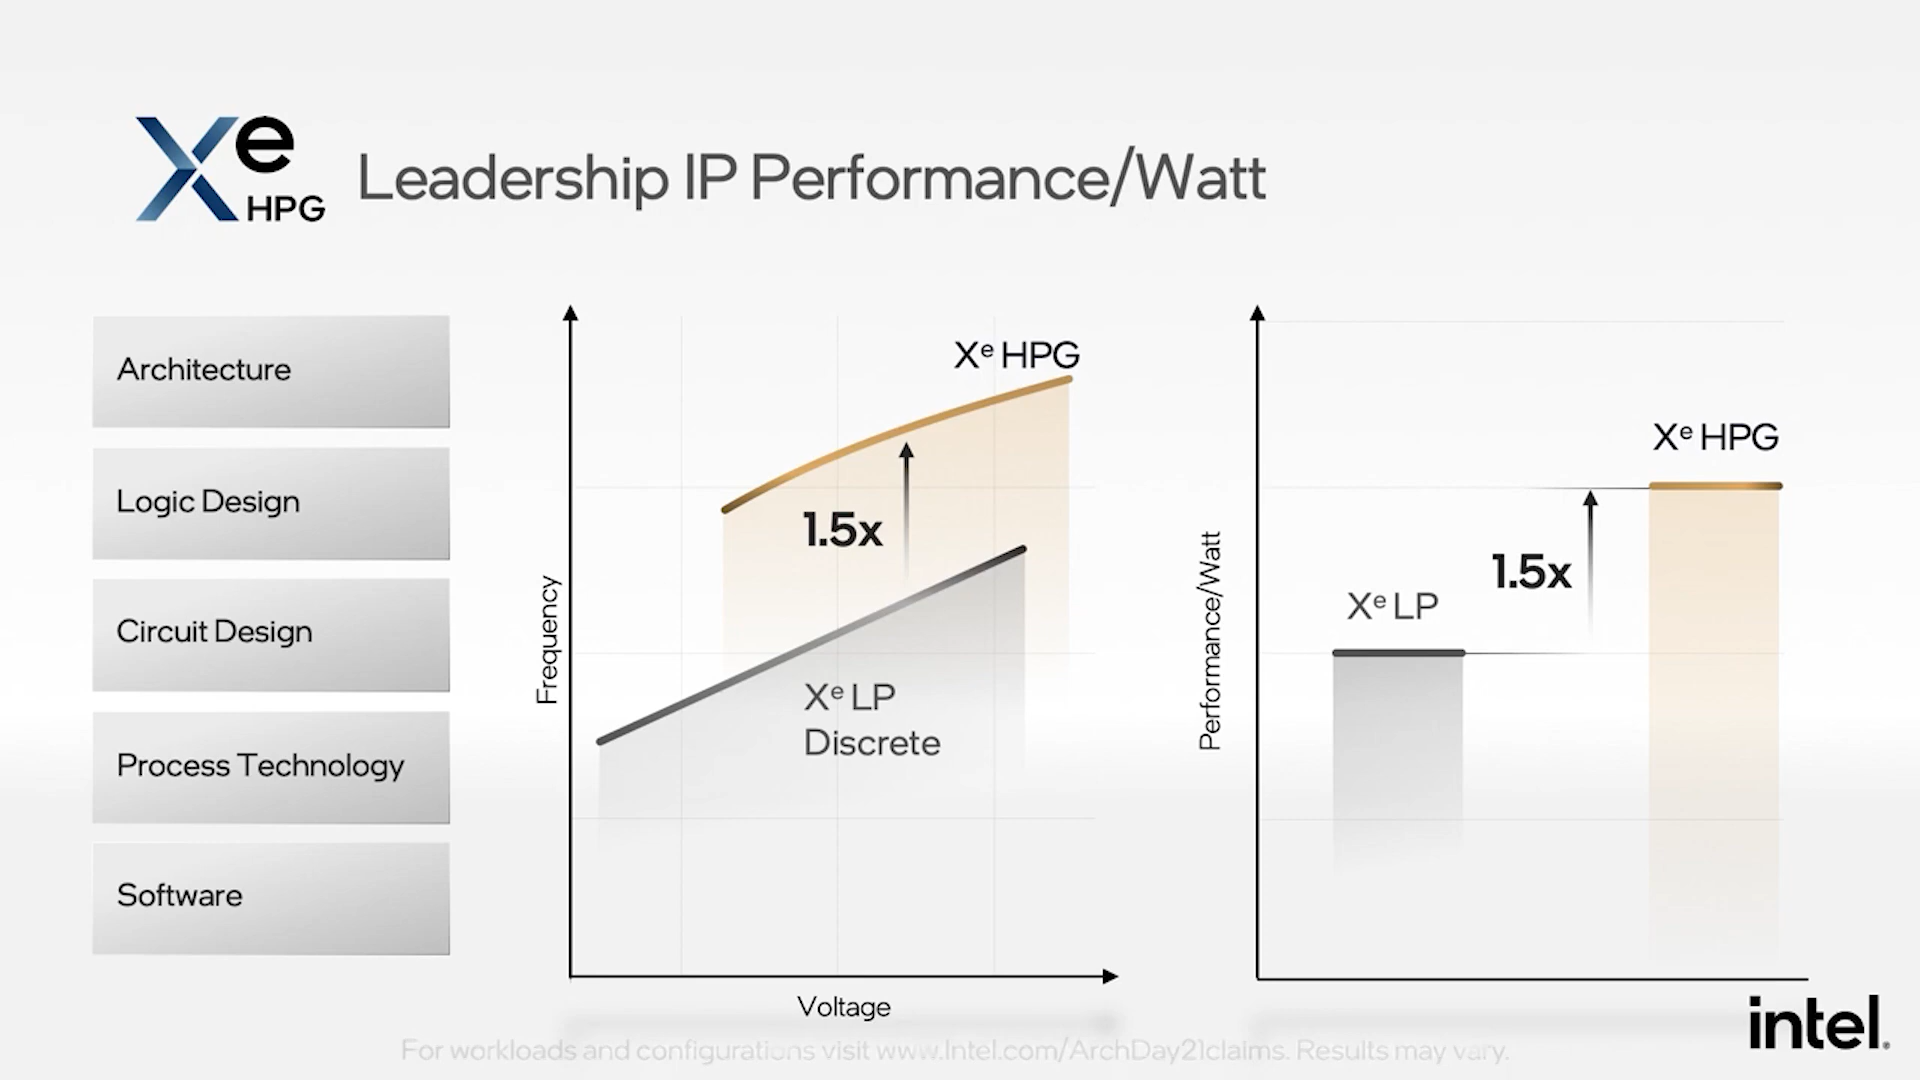 Xe HPG
Leadership IP Performance/Watt
Architecture
Logic Design
Circuit Design
Process Technology
Software
Frequency
Xe HPG
1.5x
Xe LP
Discrete
Voltage
Performance/Watt
Xe LP
1.5x
Xe HPG
intel.
For workloads and configurations visit www.Intel.com/ArchDay21claims. Results may vary.